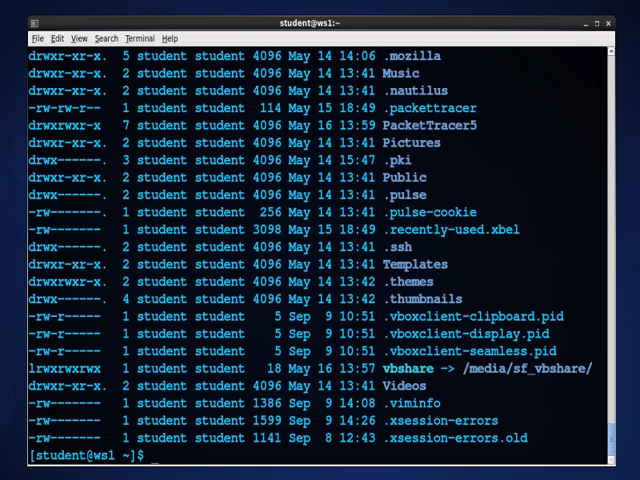 student@ws1:~
File Edit View Search Terminal Help
drwxr-xr-x. 5 student student 4096 May 14 14:06 .mozilla
drwxr-xr-x. 2 student student 4096 May 14 13:41 Music
drwxr-xr-x. 2 student student 4096 May 14 13:41 .nautilus
-rw-rw-r-- 1 student student 114 May 15 18:49 .packettracer
drwxrwxr-x 7 student student 4096 May 16 13:59 PacketTracer5
drwxr-xr-x. 2 student student 4096 May 14 13:41 Pictures
drwx------. 3 student student 4096 May 14 15:47 .pki
drwxr-xr-x. 2 student student 4096 May 14 13:41 Public
drwx------. 2 student student 4096 May 14 13:41 .pulse
-rw-------. 1 student student 256 May 14 13:41 .pulse-cookie
-rw-------. 1 student student 3098 May 15 18:49 .recently-used.xbel
drwx------. 2 student student 4096 May 14 13:41 .ssh
drwxr-xr-x. 2 student student 4096 May 14 13:41 Templates
drwxrwxr-x. 2 student student 4096 May 14 13:42 .themes
drwx------. 4 student student 4096 May 14 13:42 .thumbnails
-rw-r----- 1 student student 5 Sep 9 10:51 .vboxclient-clipboard.pid
-rw-r----- 1 student student 5 Sep 9 10:51 .vboxclient-display.pid
-rw-r----- 1 student student 5 Sep 9 10:51 .vboxclient-seamless.pid
lrwxrwxrwx 1 student student 18 May 16 13:57 vbshare -> /media/sf_vbshare/
drwxr-xr-x. 2 student student 4096 May 14 13:41 Videos
-rw------- 1 student student 1386 Sep 9 14:08 .viminfo
-rw------- 1 student student 1599 Sep 9 14:26 .xsession-errors
-rw------- 1 student student 1141 Sep 8 12:43 .xsession-errors.old
[student@ws1 ~]$ _